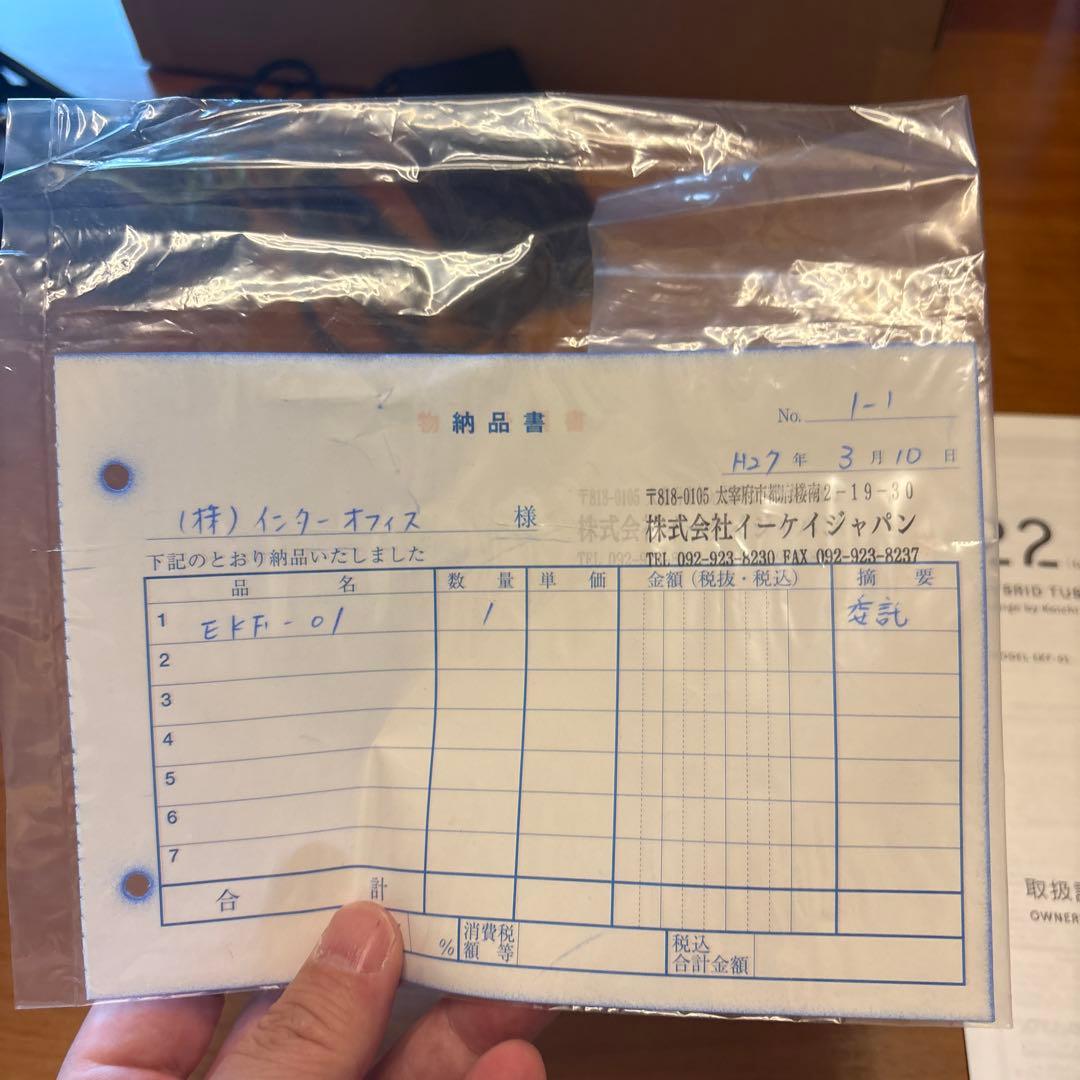 納品書
No. 1-1
H27年 3月10日
〒818-0105 太宰府市都府楼南2-19-30
(株)インターオフィス 様
株式会社イーケイジャパン
TEL 092-923-8230 FAX 092-923-8237
下記のとおり納品いたしました
品名 数量 単価 金額(税抜・税込) 摘要
1 EKF-01 1 委託
2
3
4
5
6
7
合計
% 消費税額等 税込合計金額
22
OWNER